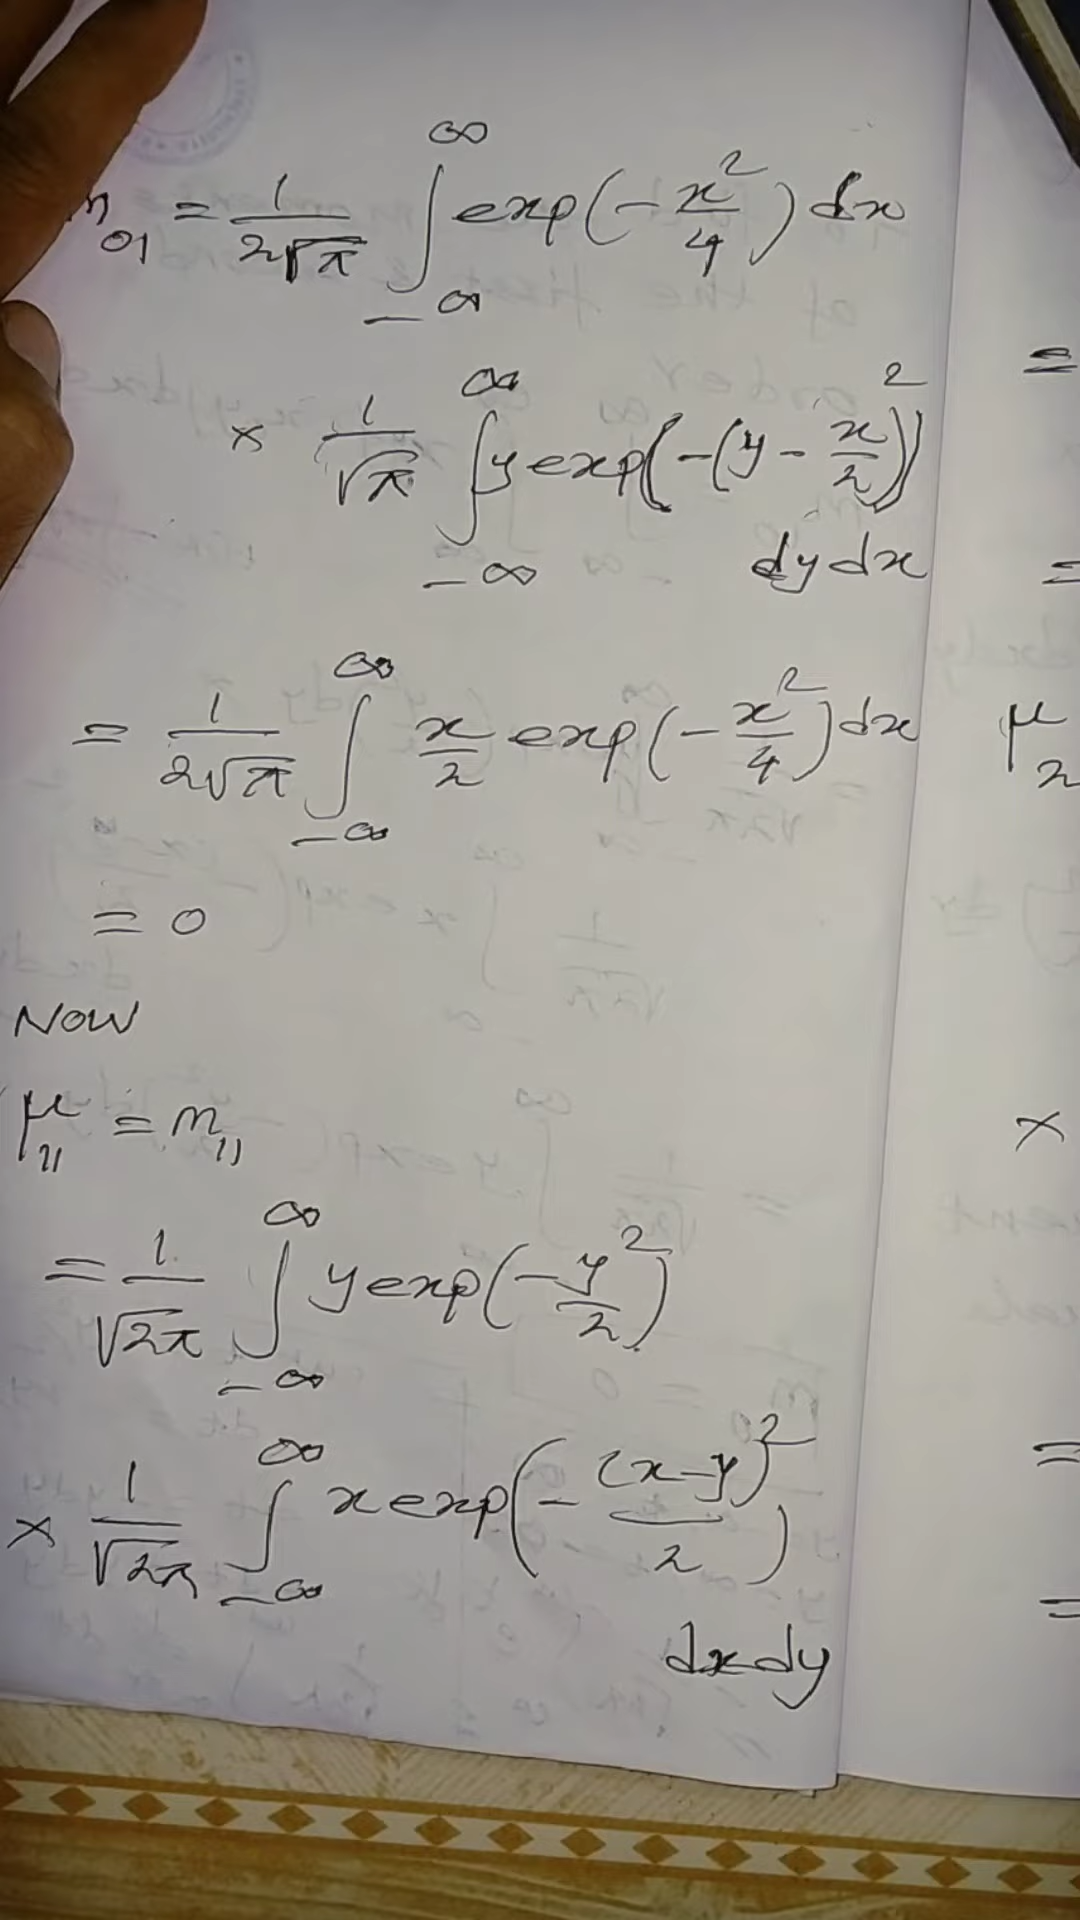 m₀₁ = 1/(2√π) ∫_{-∞}^{∞} exp(-x²/4) dx
× 1/√π ∫_{-∞}^{∞} y exp(-(y - x/2)²)
dy dx
= 1/(2√π) ∫_{-∞}^{∞} x/2 exp(-x²/4) dx
= 0
NOW
μ₁₁ = m₁₁
= 1/√2π ∫_{-∞}^{∞} y exp(-y²/2)
× 1/√2π ∫_{-∞}^{∞} x exp(-(x-y)²/2)
dx dy
=
=
μ₂
×
=
=